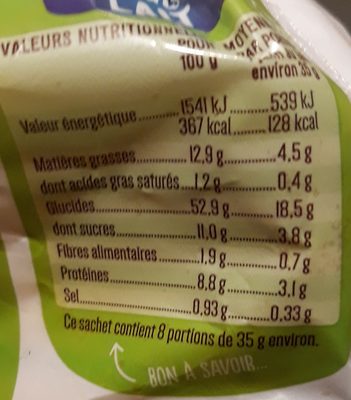 LAIT
VALEURS NUTRITIONNELLES MOYENNES
POUR
100 g
environ 35 g
Valeur énergétique 1541 kJ 539 kJ
367 kcal 128 kcal
Matières grasses 12.9 g 4.5 g
dont acides gras saturés 1.2 g 0.4 g
Glucides 52.9 g 18.5 g
dont sucres 11.0 g 3.8 g
Fibres alimentaires 1.9 g 0.7 g
Protéines 8.8 g 3.1 g
Sel 0.93 g 0.33 g
Ce sachet contient 8 portions de 35 g environ.
BON À SAVOIR...